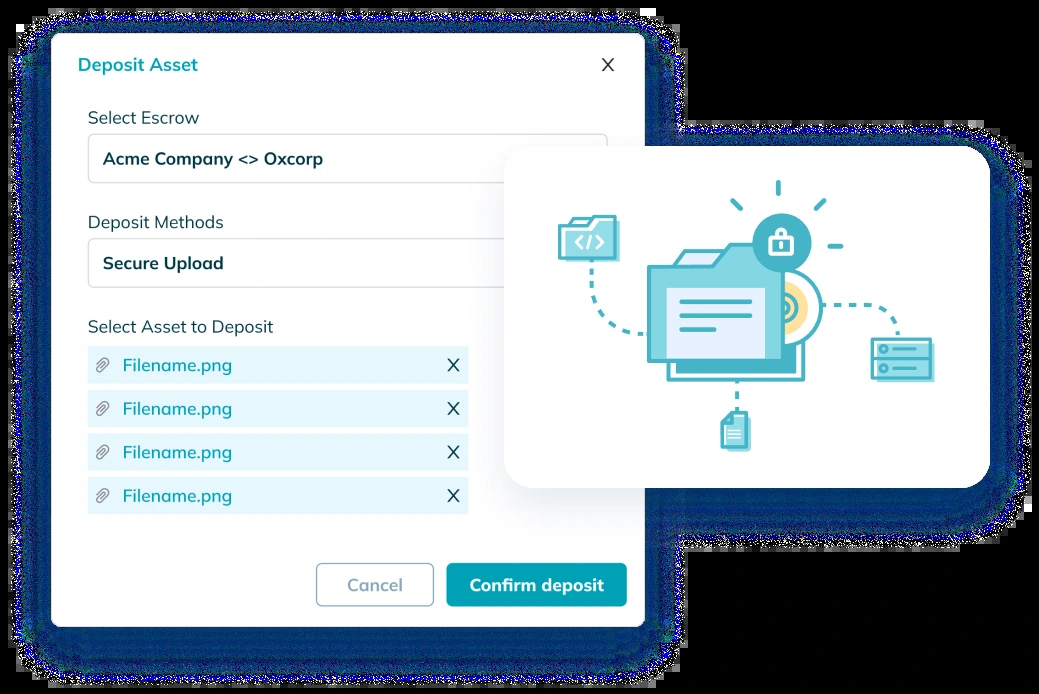 Deposit Asset
X
Select Escrow
Acme Company <> Oxcorp
Deposit Methods
Secure Upload
Select Asset to Deposit
Filename.png X
Filename.png X
Filename.png X
Filename.png X
Cancel Confirm deposit
</>